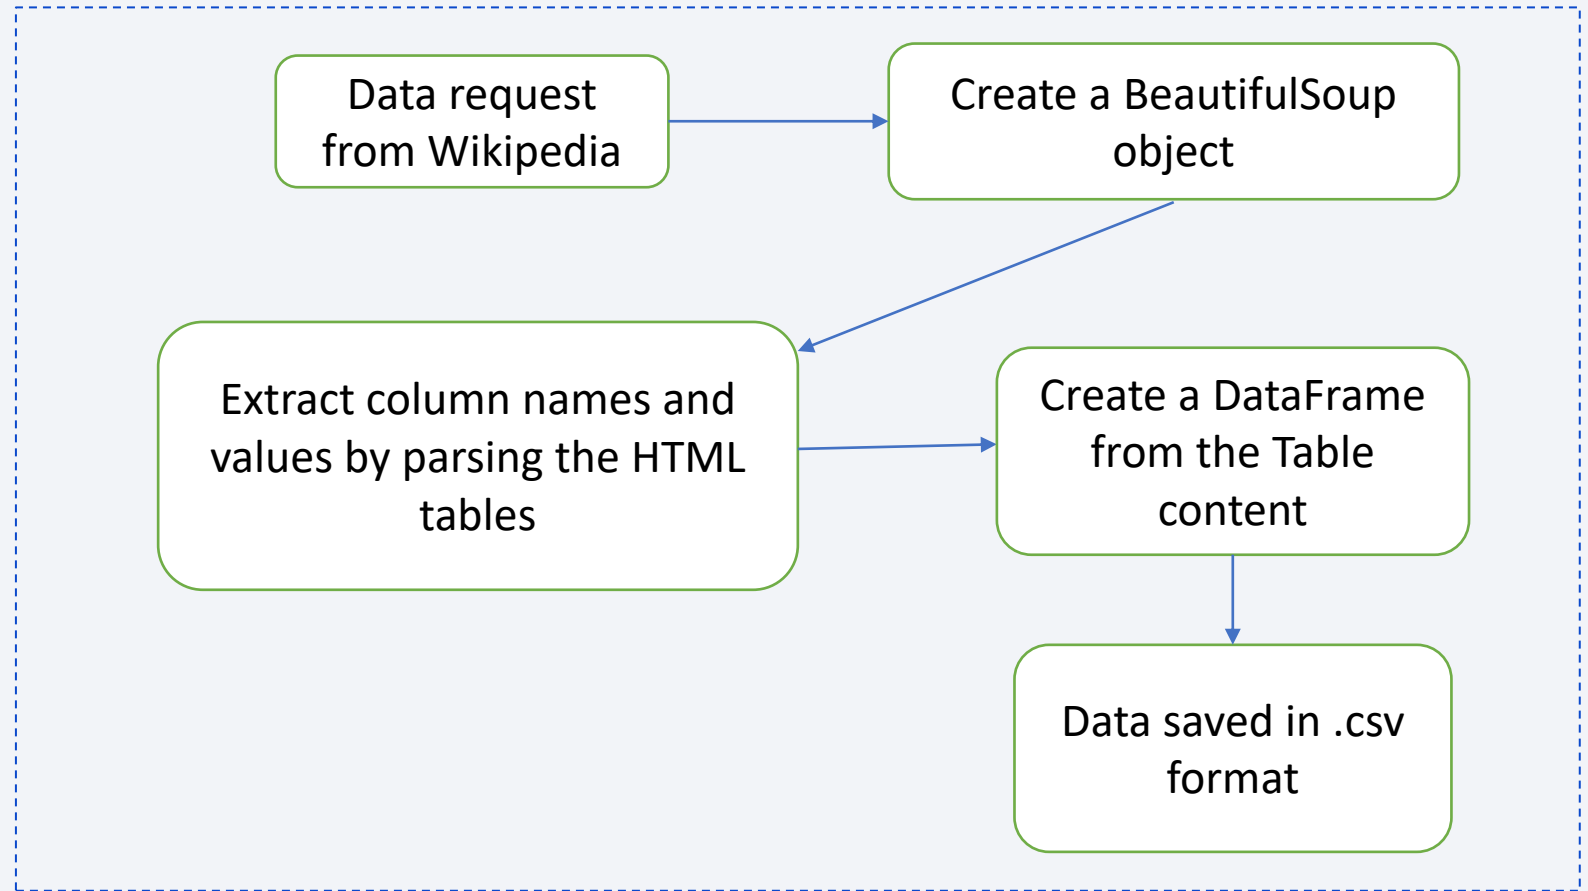 Data request
from Wikipedia
Create a BeautifulSoup
object
Extract column names and
values by parsing the HTML
tables
Create a DataFrame
from the Table
content
Data saved in .csv
format